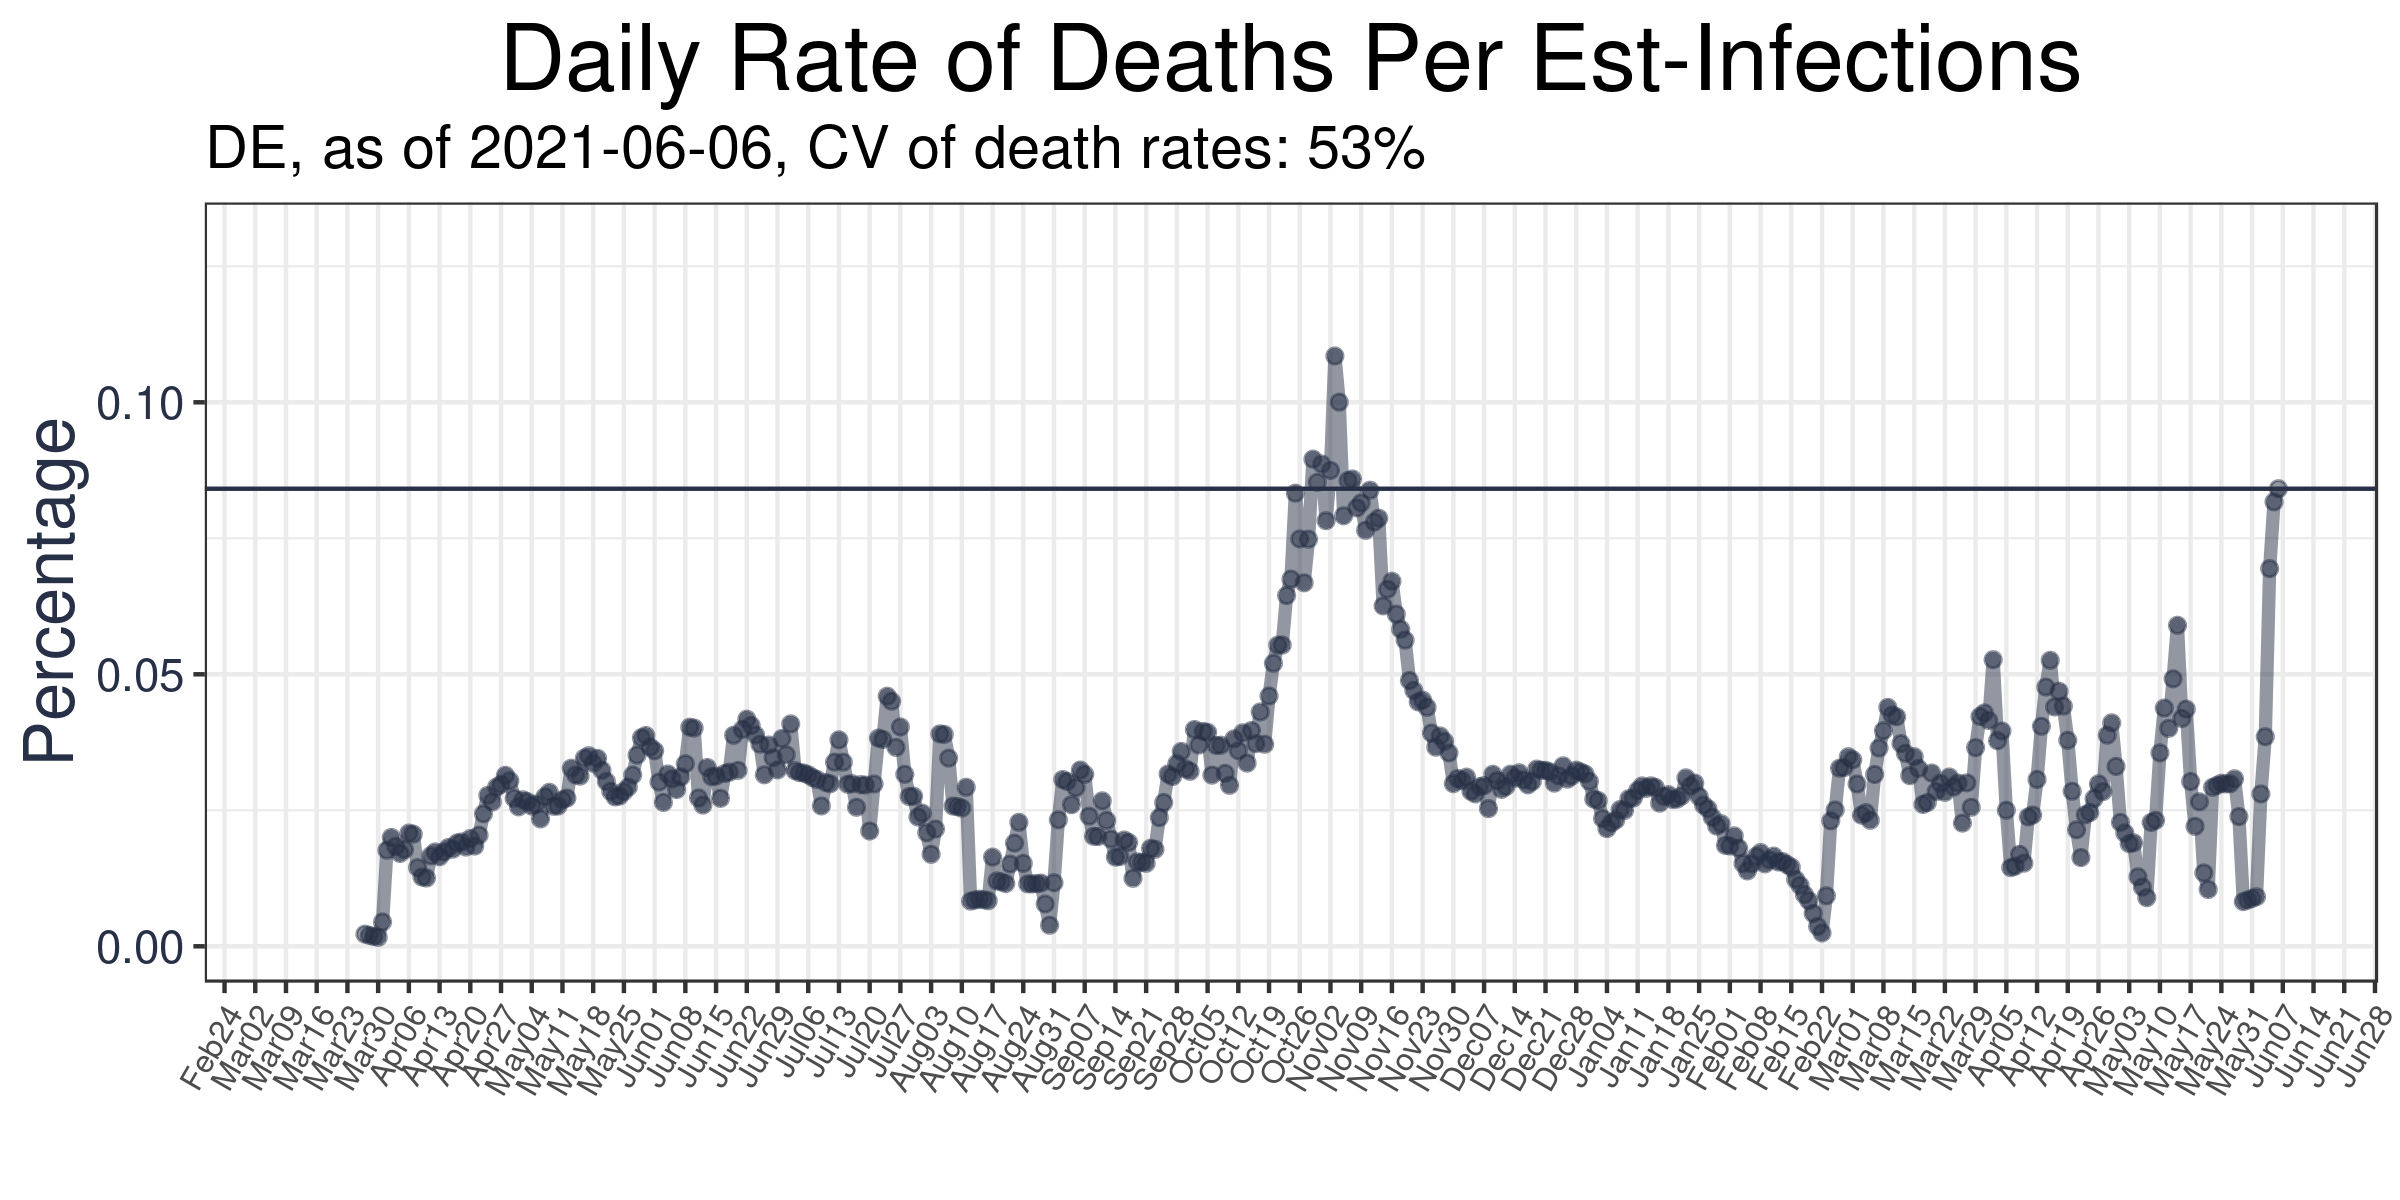 Daily Rate of Deaths Per Est-Infections
DE, as of 2021-06-06, CV of death rates: 53%
Percentage
0.10
0.05
0.00
Feb24
Mar02
Mar09
Mar16
Mar23
Mar30
Apr06
Apr13
Apr20
Apr27
May04
May11
May18
May25
Jun01
Jun08
Jun15
Jun22
Jun29
Jul06
Jul13
Jul20
Jul27
Aug03
Aug10
Aug17
Aug24
Aug31
Sep07
Sep14
Sep21
Sep28
Oct05
Oct12
Oct19
Oct26
Nov02
Nov09
Nov16
Nov23
Nov30
Dec07
Dec14
Dec21
Dec28
Jan04
Jan11
Jan18
Jan25
Feb01
Feb08
Feb15
Feb22
Mar01
Mar08
Mar15
Mar22
Mar29
Apr05
Apr12
Apr19
Apr26
May03
May10
May17
May24
May31
Jun07
Jun14
Jun21
Jun28